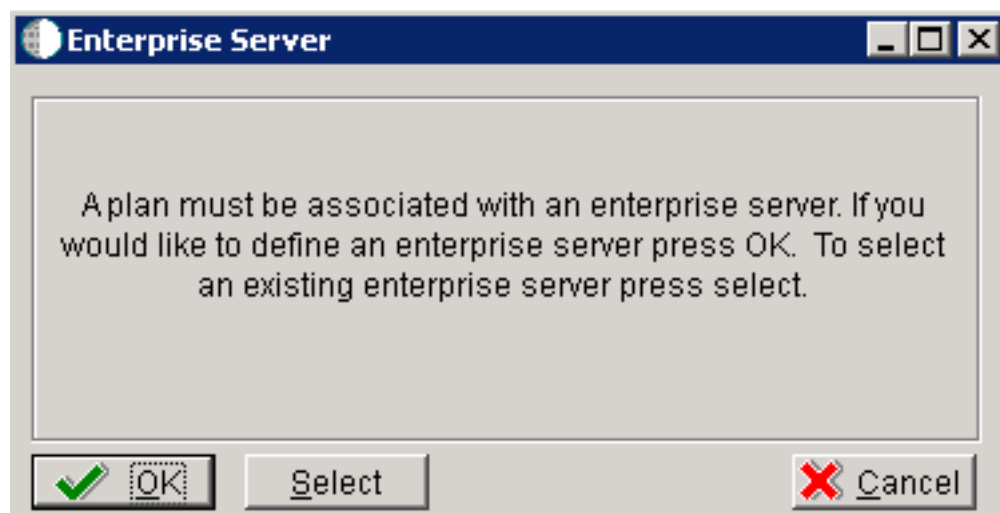 Enterprise Server
A plan must be associated with an enterprise server. If you
would like to define an enterprise server press OK.  To select
an existing enterprise server press select.
OK
Select
Cancel